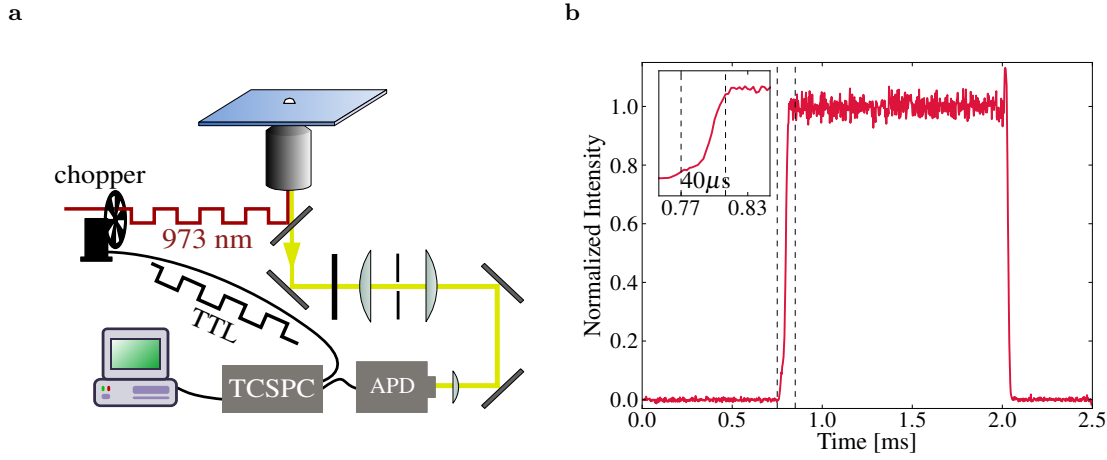 a
chopper
973 nm
TTL
TCSPC
APD
b
Normalized Intensity
1.0
0.8
0.6
0.4
0.2
0.0
40μs
0.77
0.83
0.0
0.5
1.0
1.5
2.0
2.5
Time [ms]